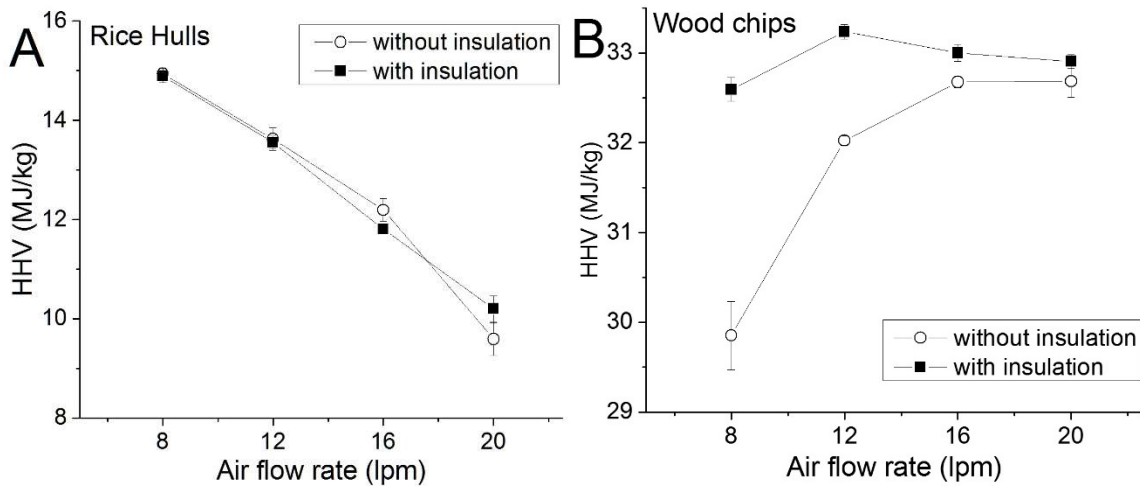 A
Rice Hulls
without insulation
with insulation
16
14
12
10
8
HHV (MJ/kg)
8 12 16 20
Air flow rate (lpm)
B
Wood chips
33
32
31
30
29
HHV (MJ/kg)
without insulation
with insulation
8 12 16 20
Air flow rate (lpm)